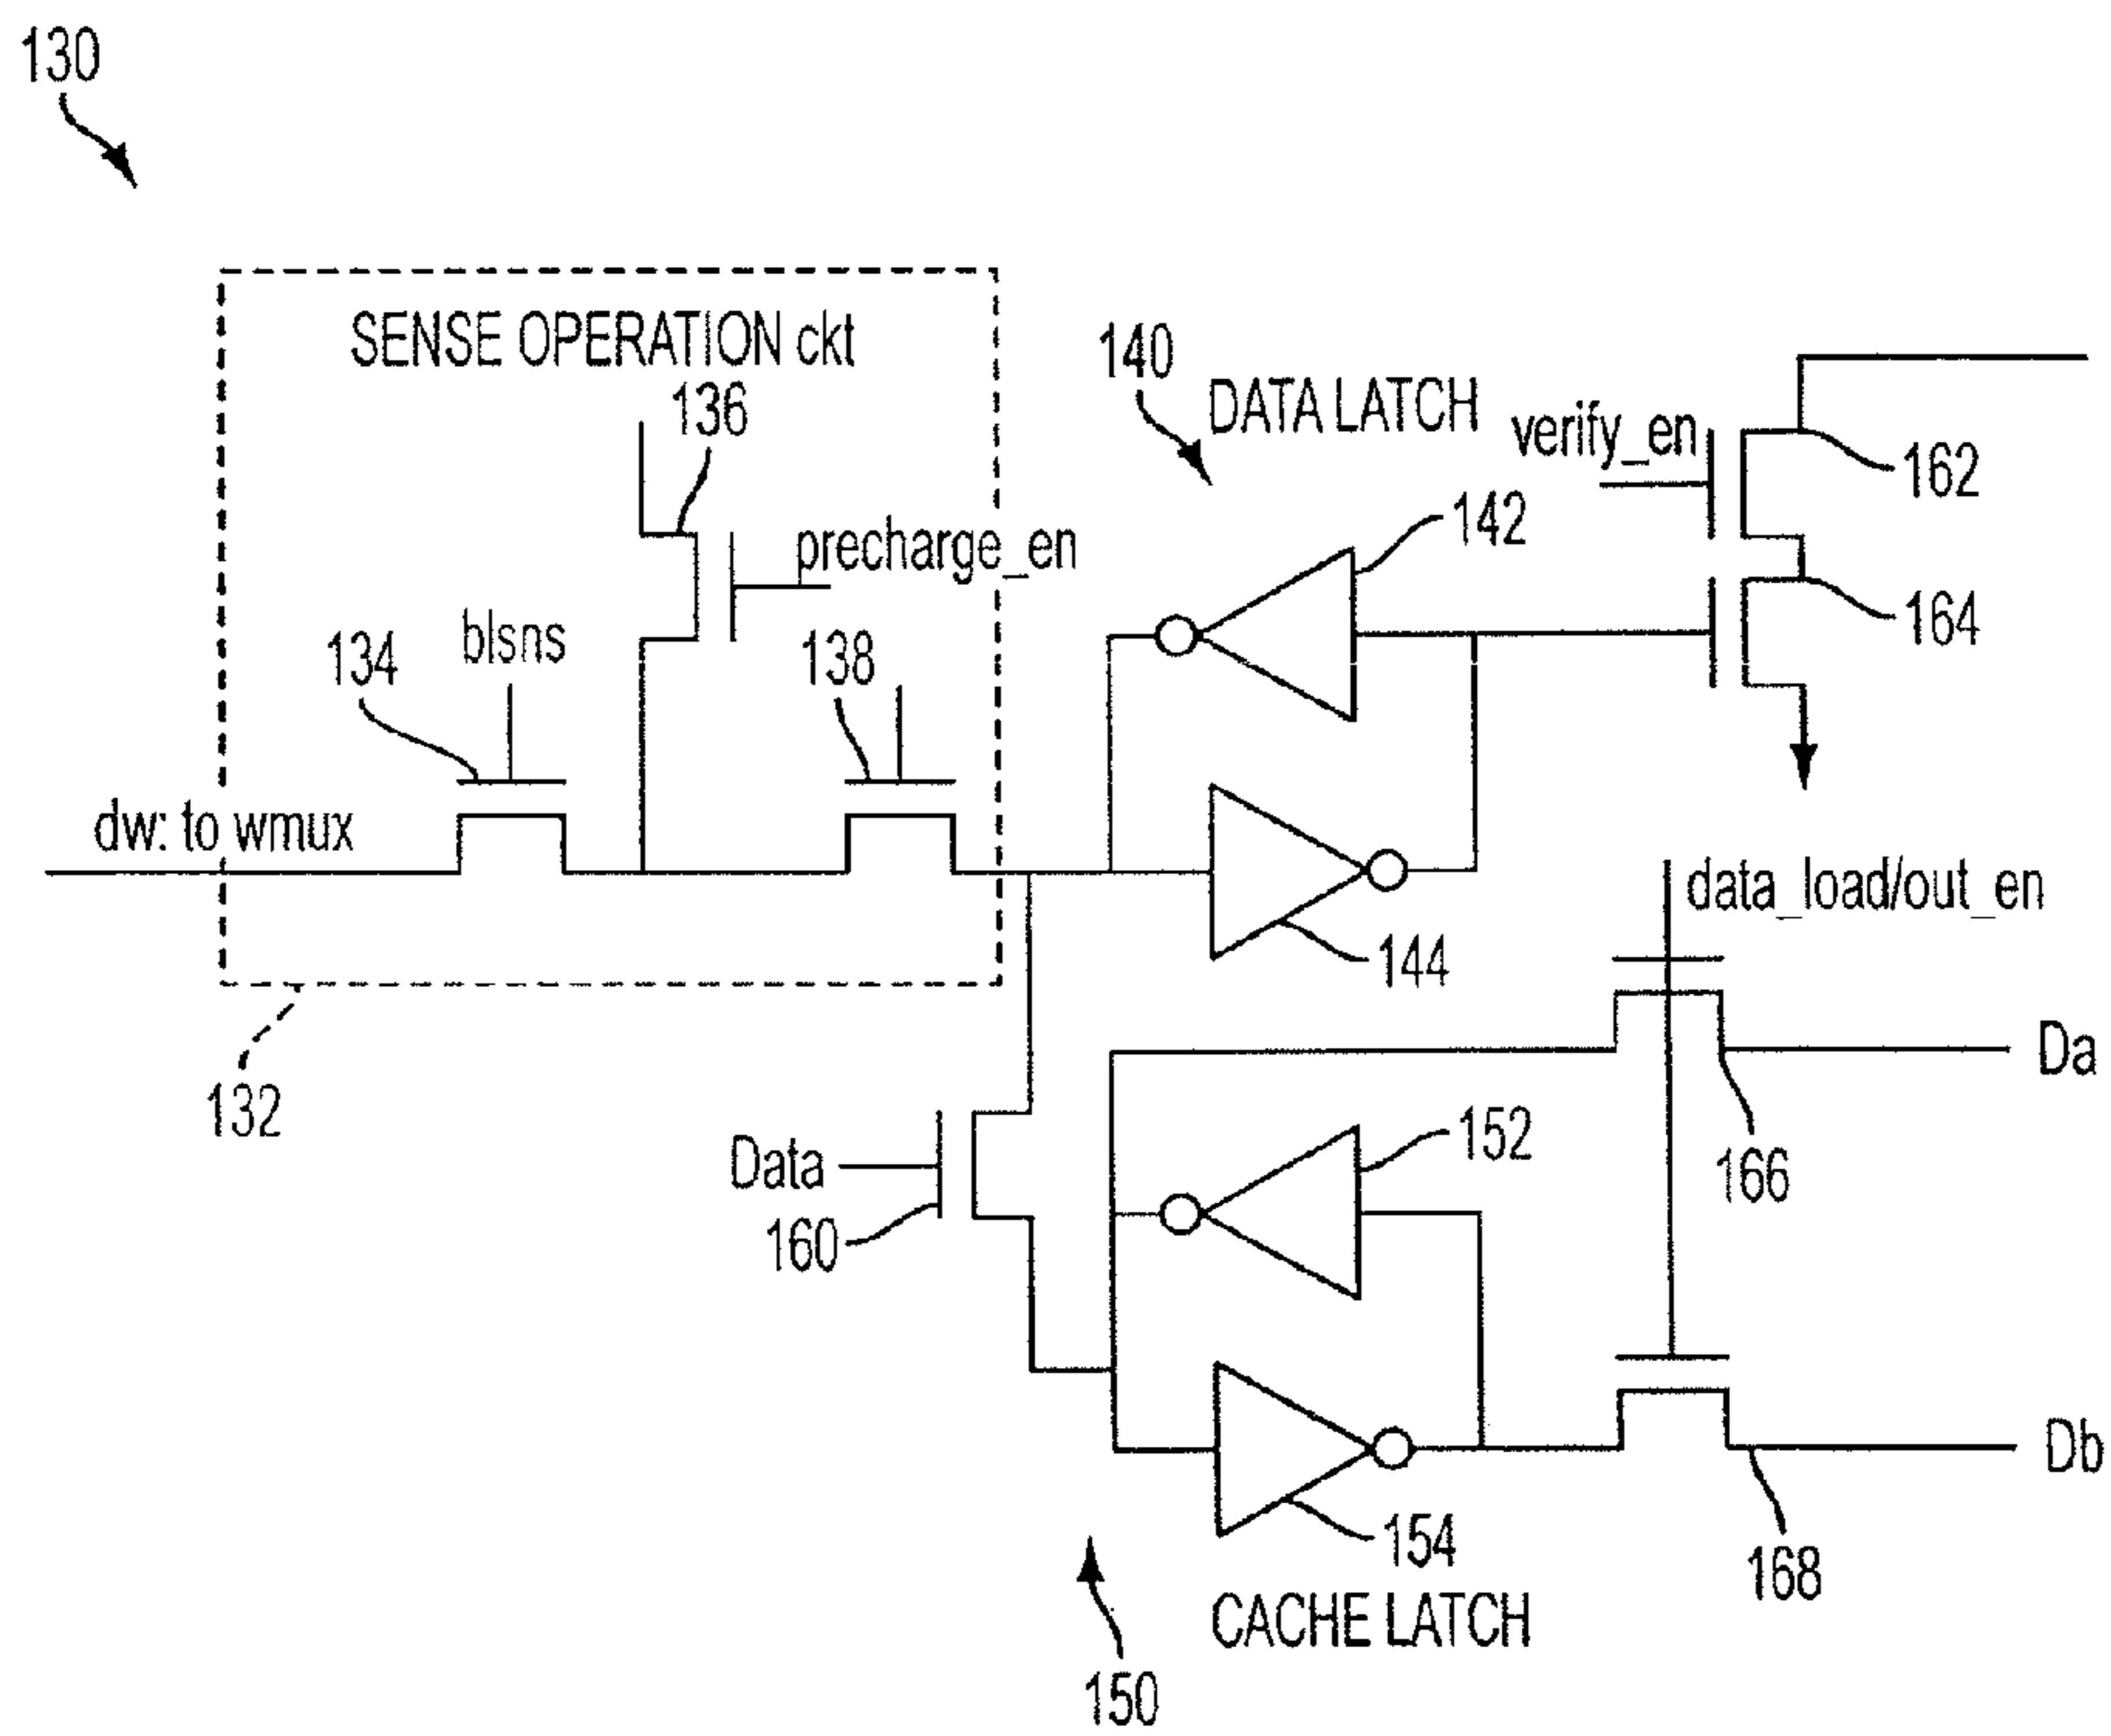 130
SENSE OPERATION ckt
136
140
DATA LATCH
verify_en
162
142
precharge_en
164
134
blsns
138
dw: to wmux
data_load/out_en
144
Da
132
152
Data
166
160
Db
154
168
CACHE LATCH
150